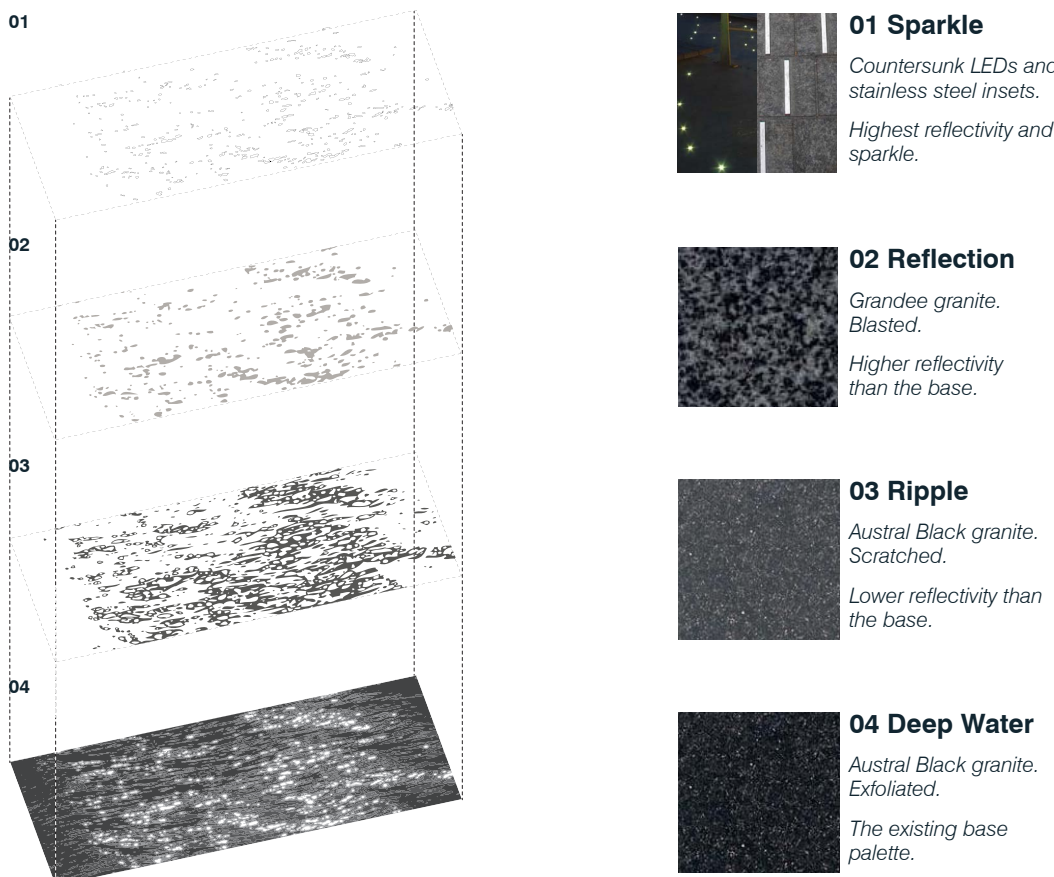 01
02
03
04
01 Sparkle
Countersunk LEDs and
stainless steel insets.
Highest reflectivity and
sparkle.
02 Reflection
Grandee granite.
Blasted.
Higher reflectivity
than the base.
03 Ripple
Austral Black granite.
Scratched.
Lower reflectivity than
the base.
04 Deep Water
Austral Black granite.
Exfoliated.
The existing base
palette.